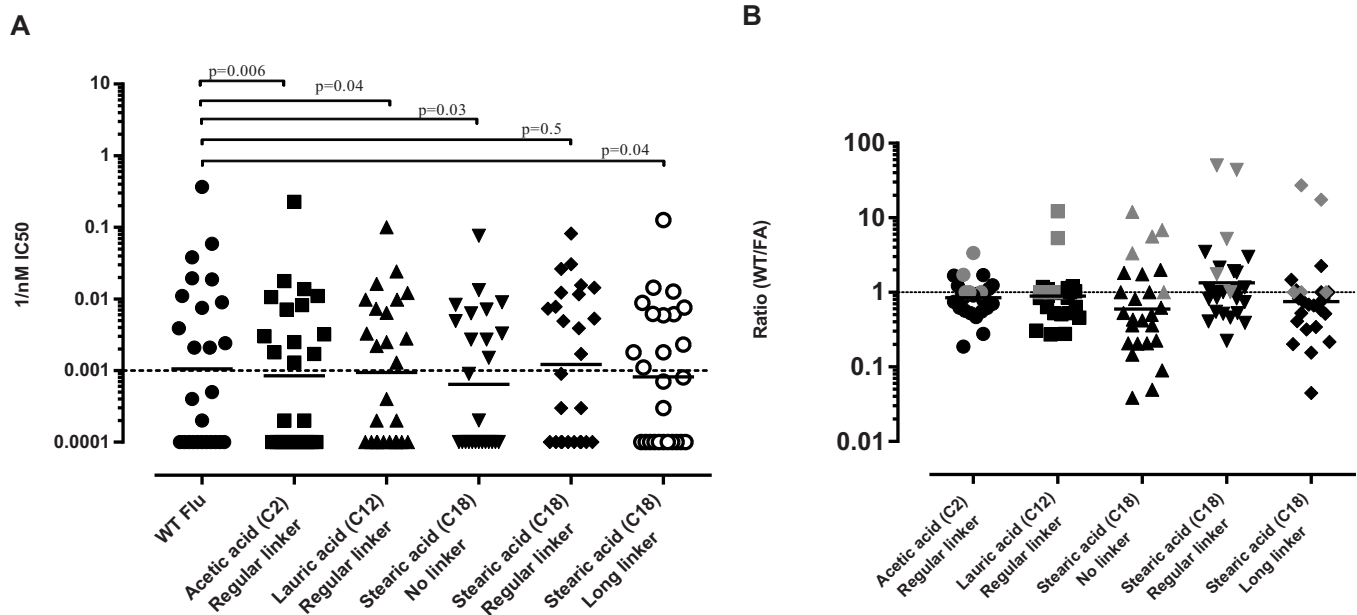 A
B
p=0.006
p=0.04
p=0.03
p=0.5
p=0.04
1/nM IC50
10
1
0.1
0.01
0.001
0.0001
WT Flu
Acetic acid (C2)
Regular linker
Lauric acid (C12)
Regular linker
Stearic acid (C18)
No linker
Stearic acid (C18)
Regular linker
Stearic acid (C18)
Long linker
Ratio (WT/FA)
100
10
1
0.1
0.01
Acetic acid (C2)
Regular linker
Lauric acid (C12)
Regular linker
Stearic acid (C18)
No linker
Stearic acid (C18)
Regular linker
Stearic acid (C18)
Long linker